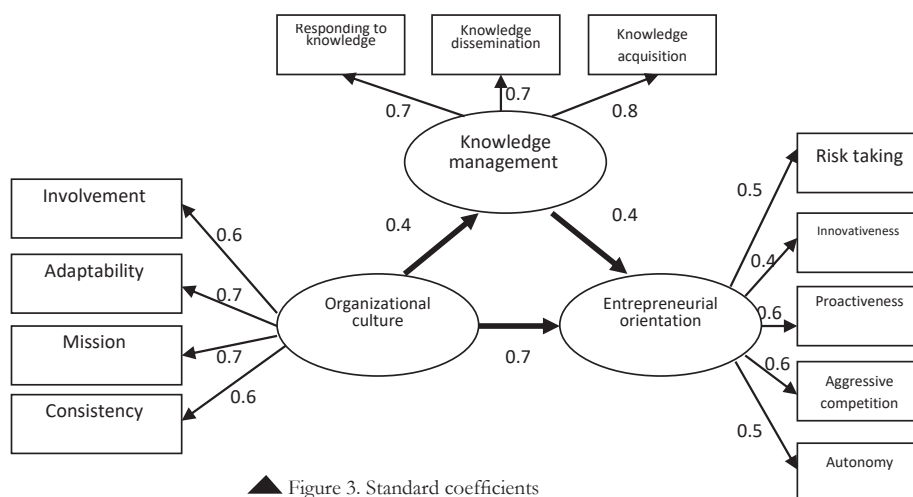 Responding to
knowledge
Knowledge
dissemination
Knowledge
acquisition
0.7
0.7
0.8
Knowledge
management
Risk taking
Involvement
0.5
0.6
0.4
0.4
Innovativeness
0.4
Adaptability
0.7
Organizational
culture
Entrepreneurial
orientation
Proactiveness
0.6
Mission
0.7
0.7
0.6
Aggressive
competition
Consistency
0.6
0.5
Autonomy
Figure 3. Standard coefficients